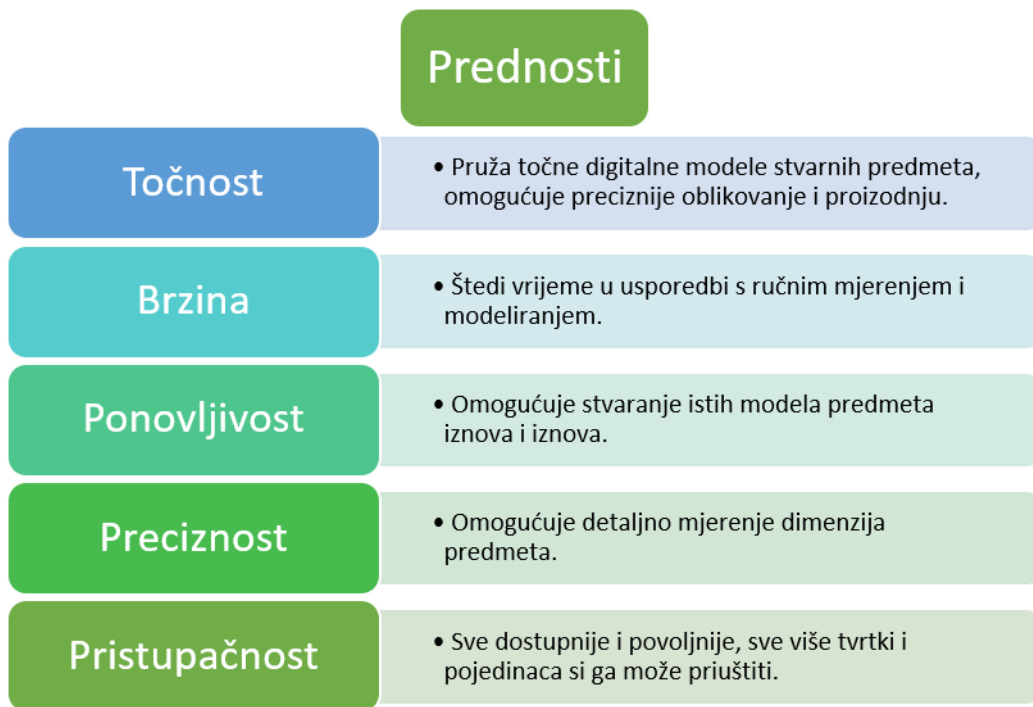 Prednosti
Točnost
• Pruža točne digitalne modele stvarnih predmeta,
omogućuje preciznije oblikovanje i proizodnju.
Brzina
• Štedi vrijeme u usporedbi s ručnim mjerenjem i
modeliranjem.
Ponovljivost
• Omogućuje stvaranje istih modela predmeta
iznova i iznova.
Preciznost
• Omogućuje detaljno mjerenje dimenzija
predmeta.
Pristupačnost
• Sve dostupnije i povoljnije, sve više tvrtki i
pojedinaca si ga može priuštiti.